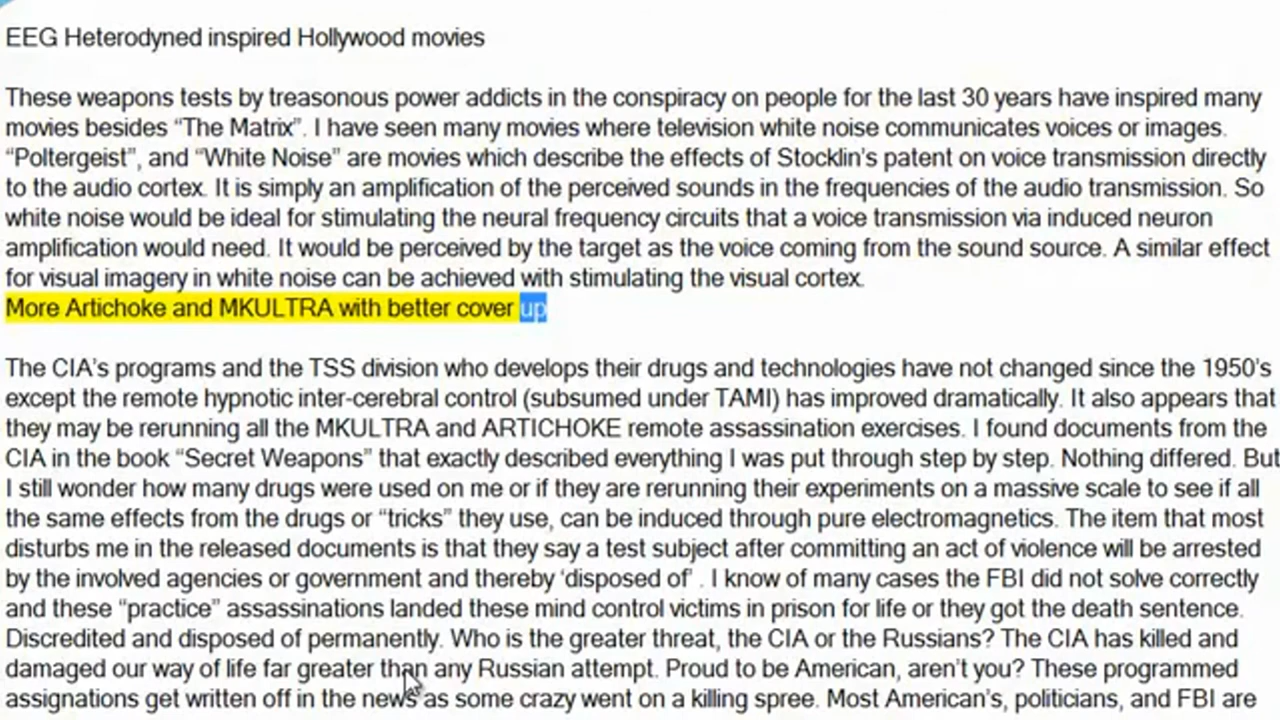 EEG Heterodyned inspired Hollywood movies
These weapons tests by treasonous power addicts in the conspiracy on people for the last 30 years have inspired many
movies besides “The Matrix”. I have seen many movies where television white noise communicates voices or images.
“Poltergeist”, and “White Noise” are movies which describe the effects of Stocklin’s patent on voice transmission directly
to the audio cortex. It is simply an amplification of the perceived sounds in the frequencies of the audio transmission. So
white noise would be ideal for stimulating the neural frequency circuits that a voice transmission via induced neuron
amplification would need. It would be perceived by the target as the voice coming from the sound source. A similar effect
for visual imagery in white noise can be achieved with stimulating the visual cortex.
More Artichoke and MKULTRA with better cover up
The CIA’s programs and the TSS division who develops their drugs and technologies have not changed since the 1950’s
except the remote hypnotic inter-cerebral control (subsumed under TAMI) has improved dramatically. It also appears that
they may be rerunning all the MKULTRA and ARTICHOKE remote assassination exercises. I found documents from the
CIA in the book “Secret Weapons” that exactly described everything I was put through step by step. Nothing differed. But
I still wonder how many drugs were used on me or if they are rerunning their experiments on a massive scale to see if all
the same effects from the drugs or “tricks” they use, can be induced through pure electromagnetics. The item that most
disturbs me in the released documents is that they say a test subject after committing an act of violence will be arrested
by the involved agencies or government and thereby ‘disposed of’ . I know of many cases the FBI did not solve correctly
and these “practice” assassinations landed these mind control victims in prison for life or they got the death sentence.
Discredited and disposed of permanently. Who is the greater threat, the CIA or the Russians? The CIA has killed and
damaged our way of life far greater than any Russian attempt. Proud to be American, aren’t you? These programmed
assignations get written off in the news as some crazy went on a killing spree. Most American’s, politicians, and FBI are